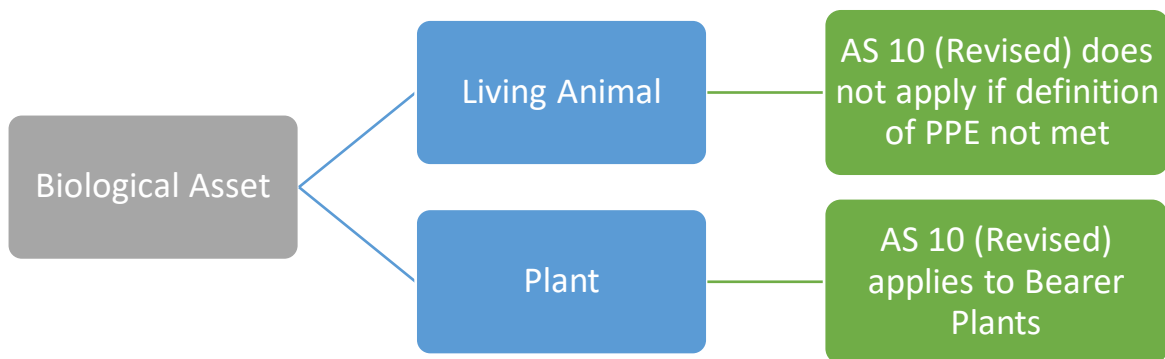 Biological Asset
Living Animal
AS 10 (Revised) does
not apply if definition
of PPE not met
Plant
AS 10 (Revised)
applies to Bearer
Plants